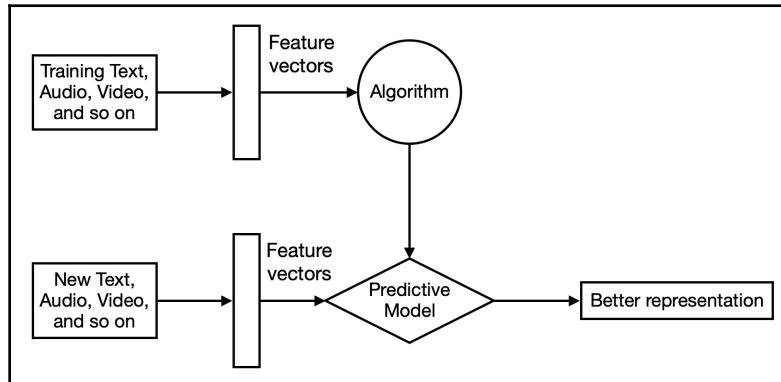 Training Text,
Audio, Video,
and so on
Feature
vectors
Algorithm
New Text,
Audio, Video,
and so on
Feature
vectors
Predictive
Model
Better representation